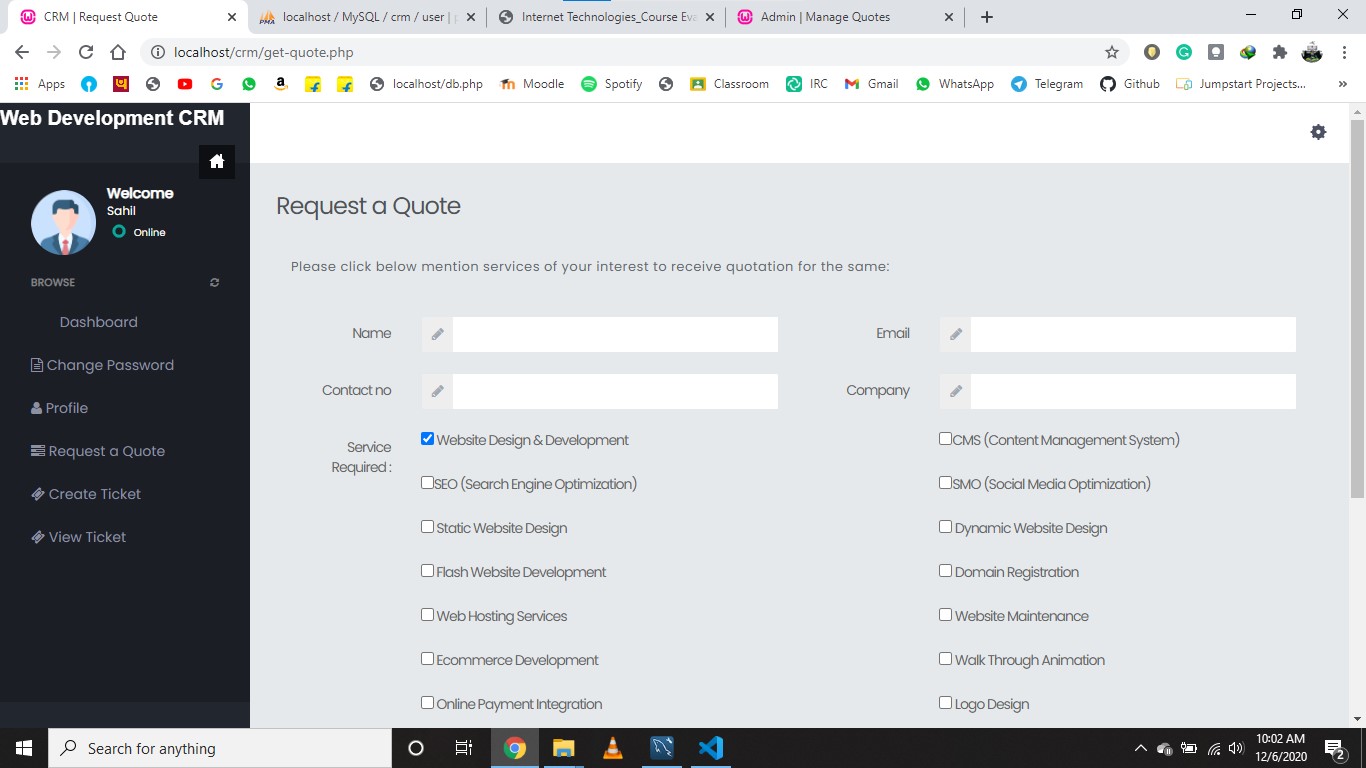 CRM | Request Quote
localhost / MySQL / crm / user | p
Internet Technologies_Course Eva
Admin | Manage Quotes
localhost/crm/get-quote.php
Apps
localhost/db.php
Moodle
Spotify
Classroom
IRC
Gmail
WhatsApp
Telegram
Github
Jumpstart Projects...
»
Web Development CRM
Welcome
Sahil
Online
BROWSE
Dashboard
Change Password
Profile
Request a Quote
Create Ticket
View Ticket
Request a Quote
Please click below mention services of your interest to receive quotation for the same:
Name
Email
Contact no
Company
Service
Required :
Website Design & Development
CMS (Content Management System)
SEO (Search Engine Optimization)
SMO (Social Media Optimization)
Static Website Design
Dynamic Website Design
Flash Website Development
Domain Registration
Web Hosting Services
Website Maintenance
Ecommerce Development
Walk Through Animation
Online Payment Integration
Logo Design
Search for anything
10:02 AM
12/6/2020
2